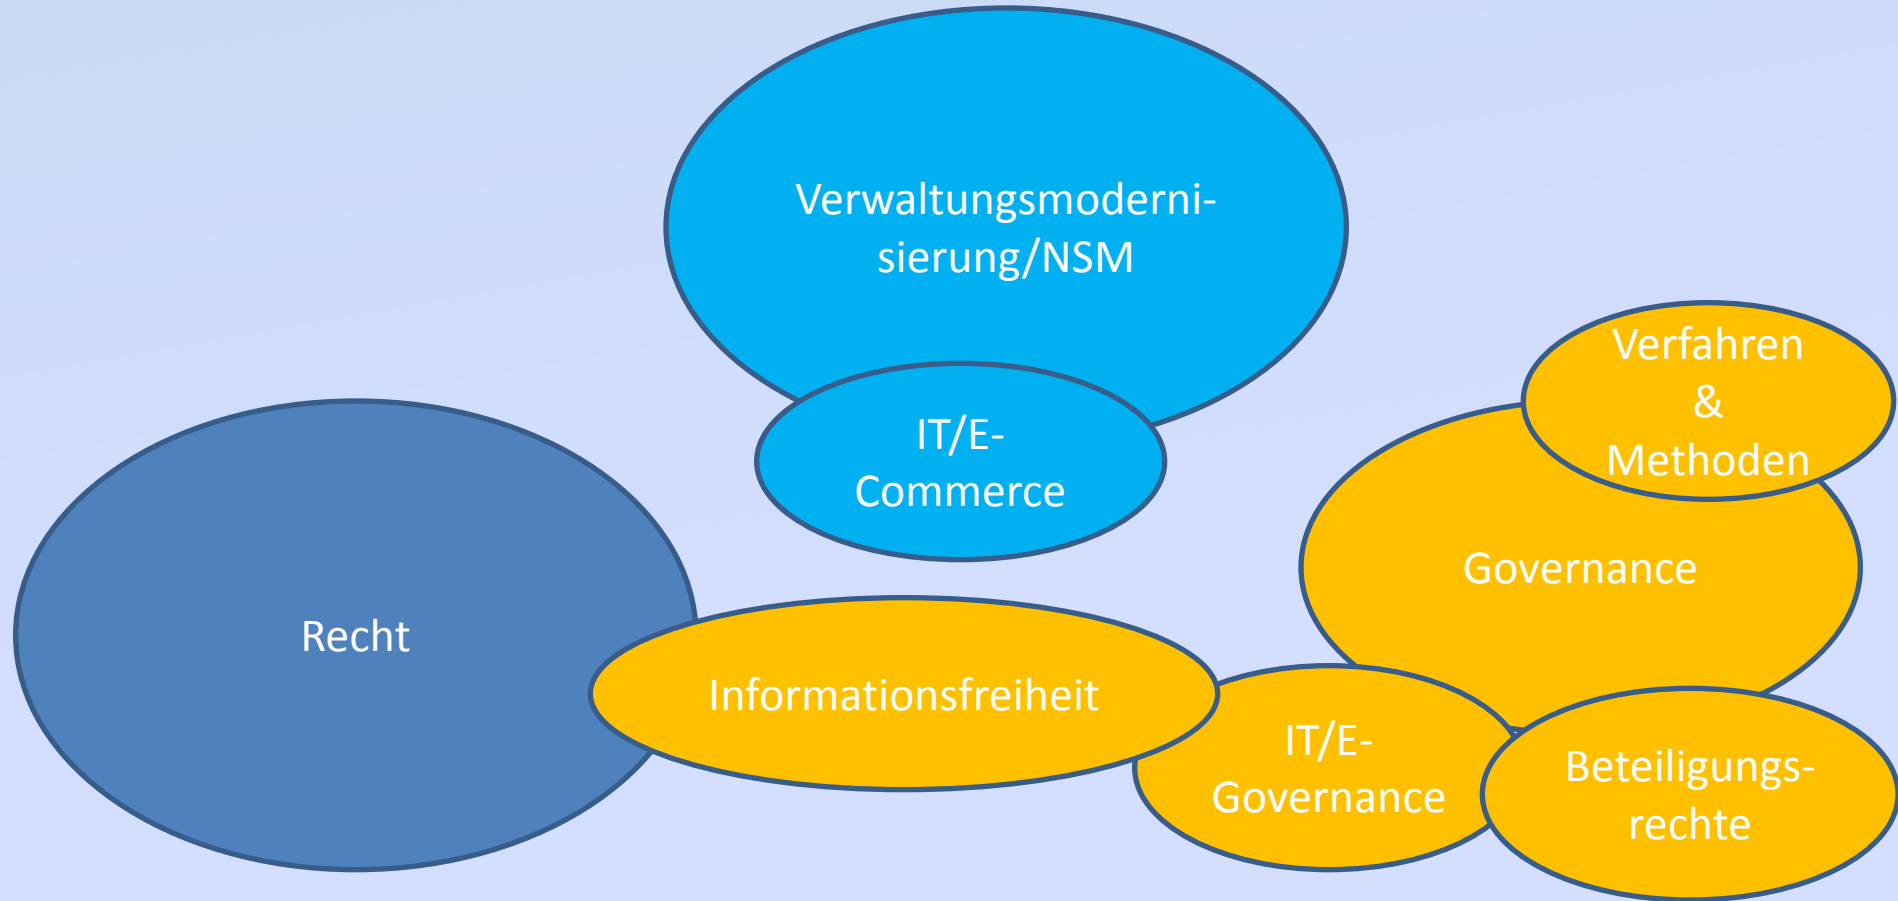 Verwaltungsmoderni-
sierung/NSM
IT/E-
Commerce
Verfahren
&
Methoden
Governance
Recht
Informationsfreiheit
IT/E-
Governance
Beteiligungs-
rechte